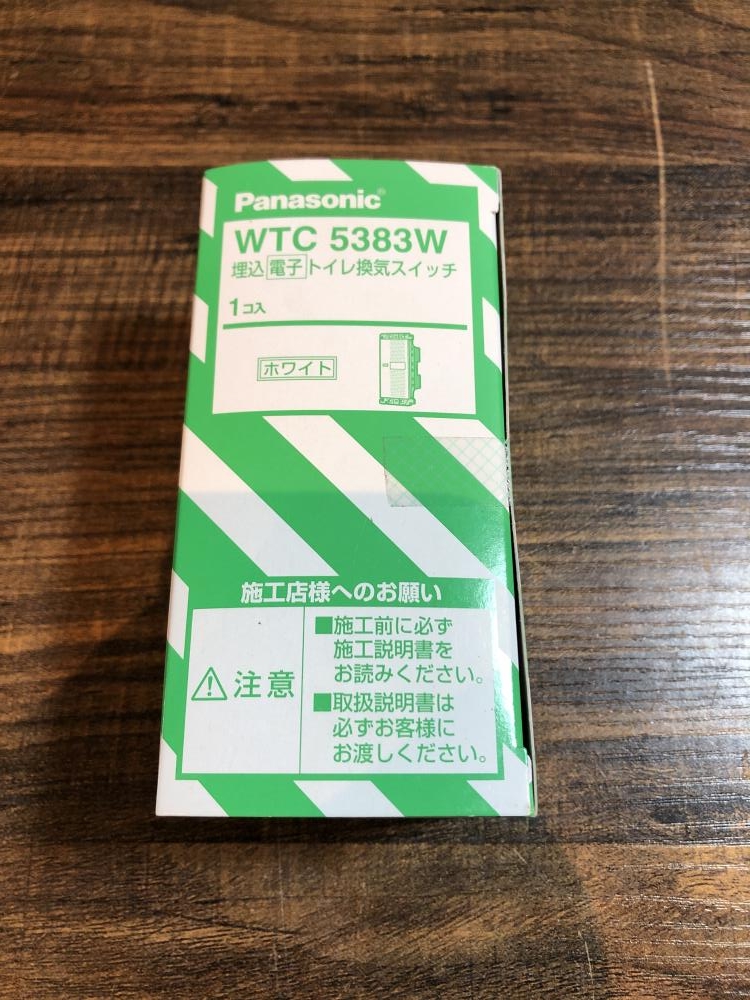 Panasonic®
WTC 5383W
埋込 電子 トイレ換気スイッチ
1コ入
ホワイト
施工店様へのお願い
⚠注意
■施工前に必ず
施工説明書を
お読みください。
■取扱説明書は
必ずお客様に
お渡しください。